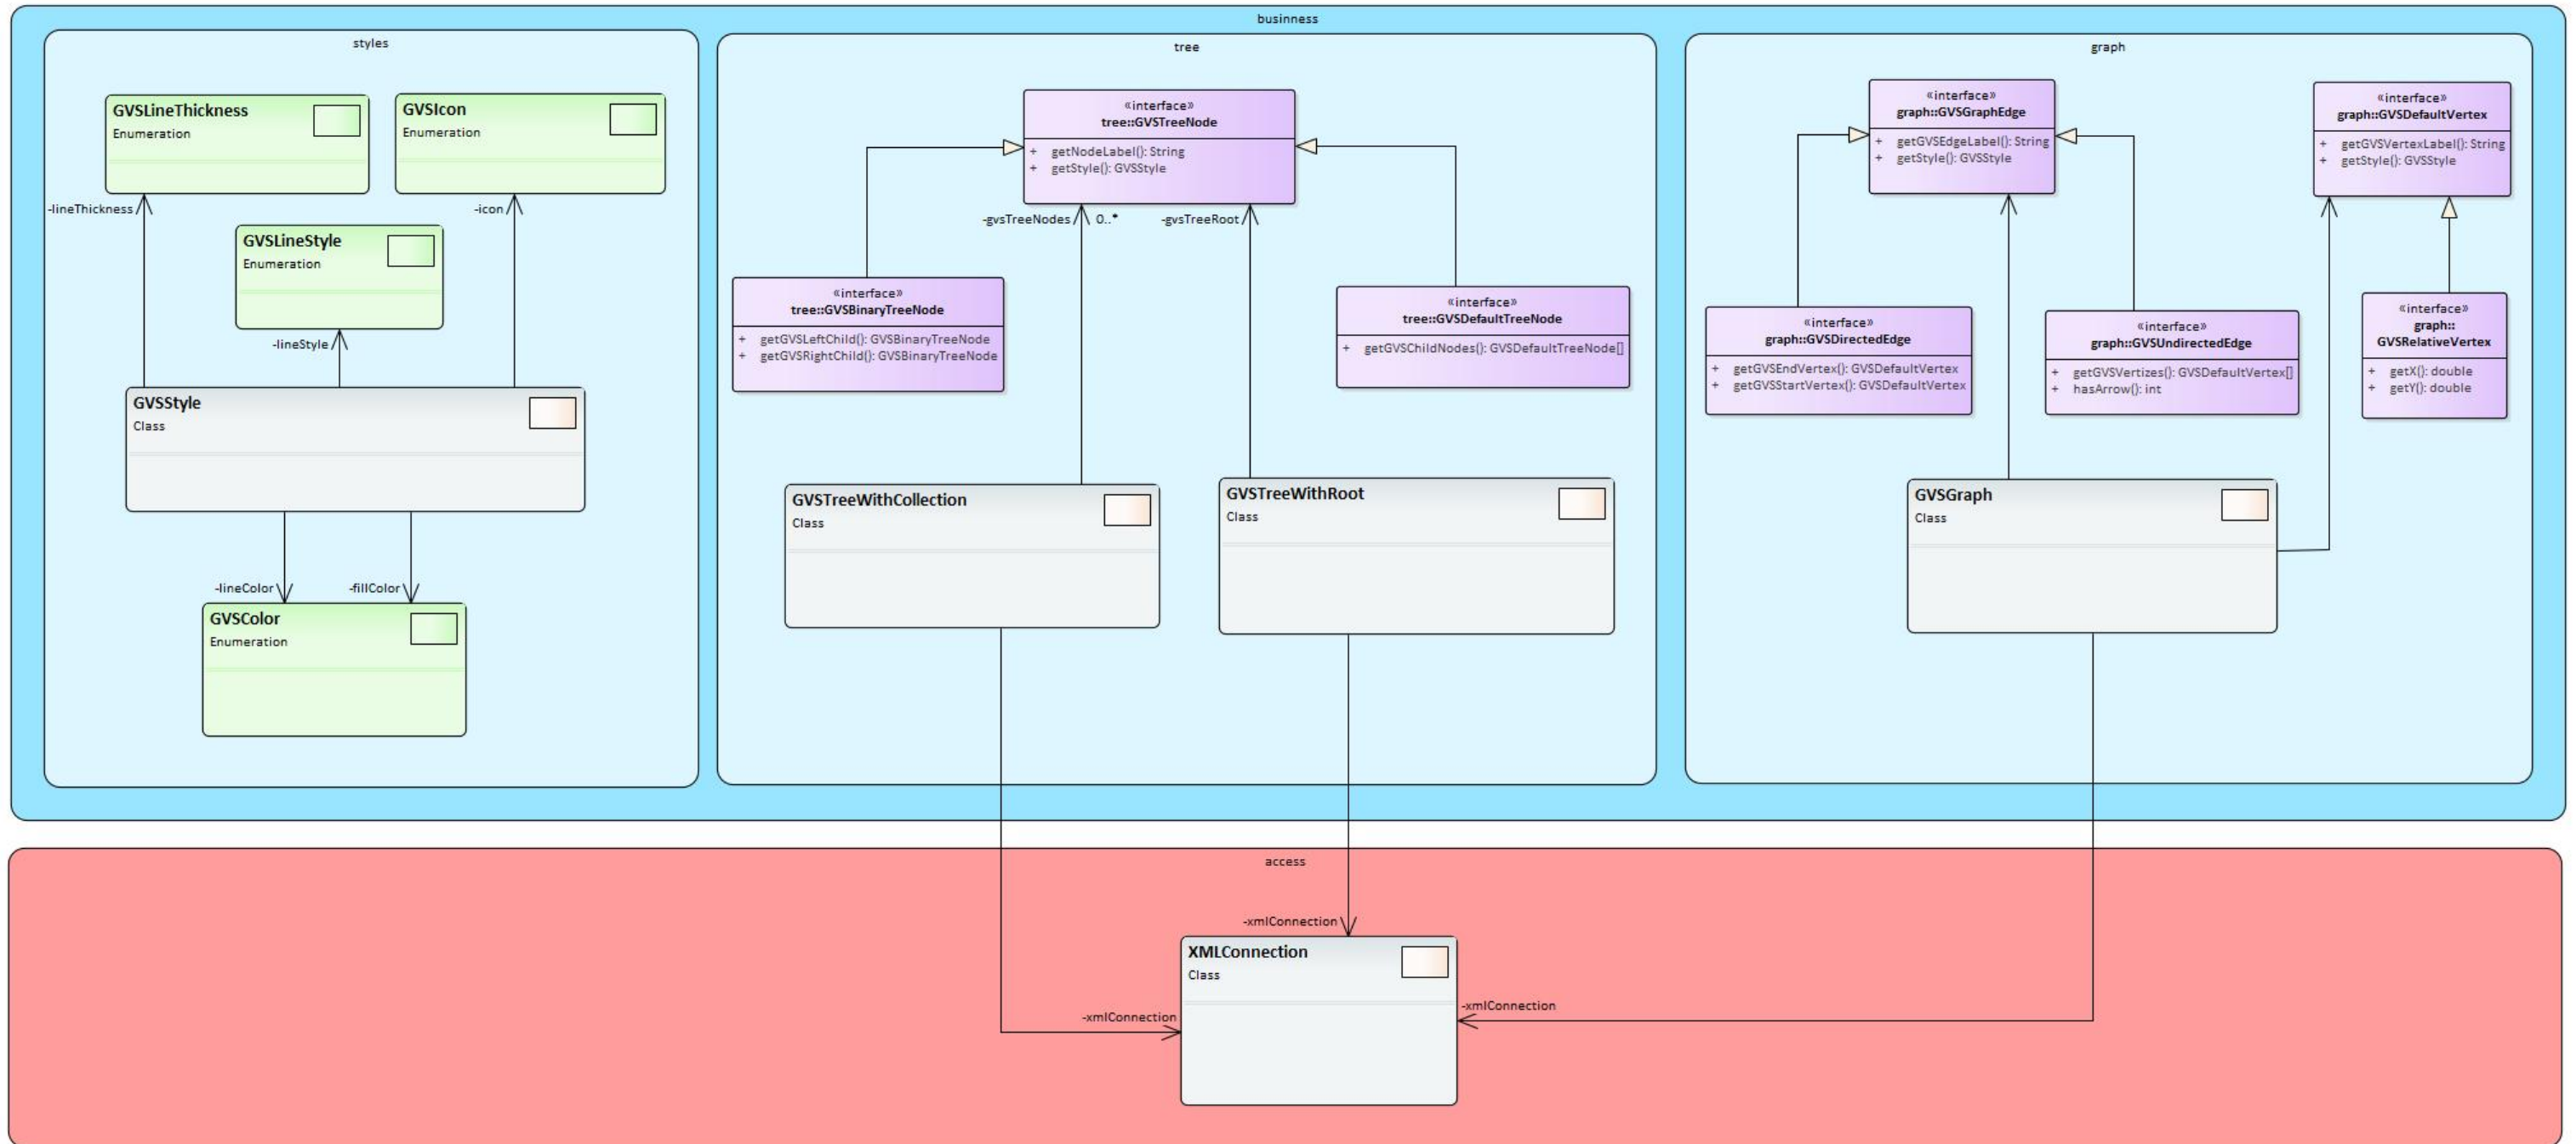 businness
styles
GVSLineThickness
Enumeration
GVSIcon
Enumeration
-lineThickness
-icon
GVSLineStyle
Enumeration
-lineStyle
GVSStyle
Class
-lineColor
-fillColor
GVSColor
Enumeration
tree
«interface»
tree::GVSTreeNode
+ getNodeLabel(): String
+ getStyle(): GVSStyle
-gvsTreeNodes
0..*
-gvsTreeRoot
«interface»
tree::GVSBinaryTreeNode
+ getGVSLeftChild(): GVSBinaryTreeNode
+ getGVSRightChild(): GVSBinaryTreeNode
«interface»
tree::GVSDefaultTreeNode
+ getGVSChildNodes(): GVSDefaultTreeNode[]
GVSTreeWithCollection
Class
GVSTreeWithRoot
Class
graph
«interface»
graph::GVSGraphEdge
+ getGVSEdgeLabel(): String
+ getStyle(): GVSStyle
«interface»
graph::GVSDefaultVertex
+ getGVSVertexLabel(): String
+ getStyle(): GVSStyle
«interface»
graph::GVSDirectedEdge
+ getGVSEndVertex(): GVSDefaultVertex
+ getGVSStartVertex(): GVSDefaultVertex
«interface»
graph::GVSUndirectedEdge
+ getGVSVertizes(): GVSDefaultVertex[]
+ hasArrow(): int
«interface»
graph::
GVSRelativeVertex
+ getX(): double
+ getY(): double
GVSGraph
Class
access
-xmlConnection
XMLConnection
Class
-xmlConnection
-xmlConnection